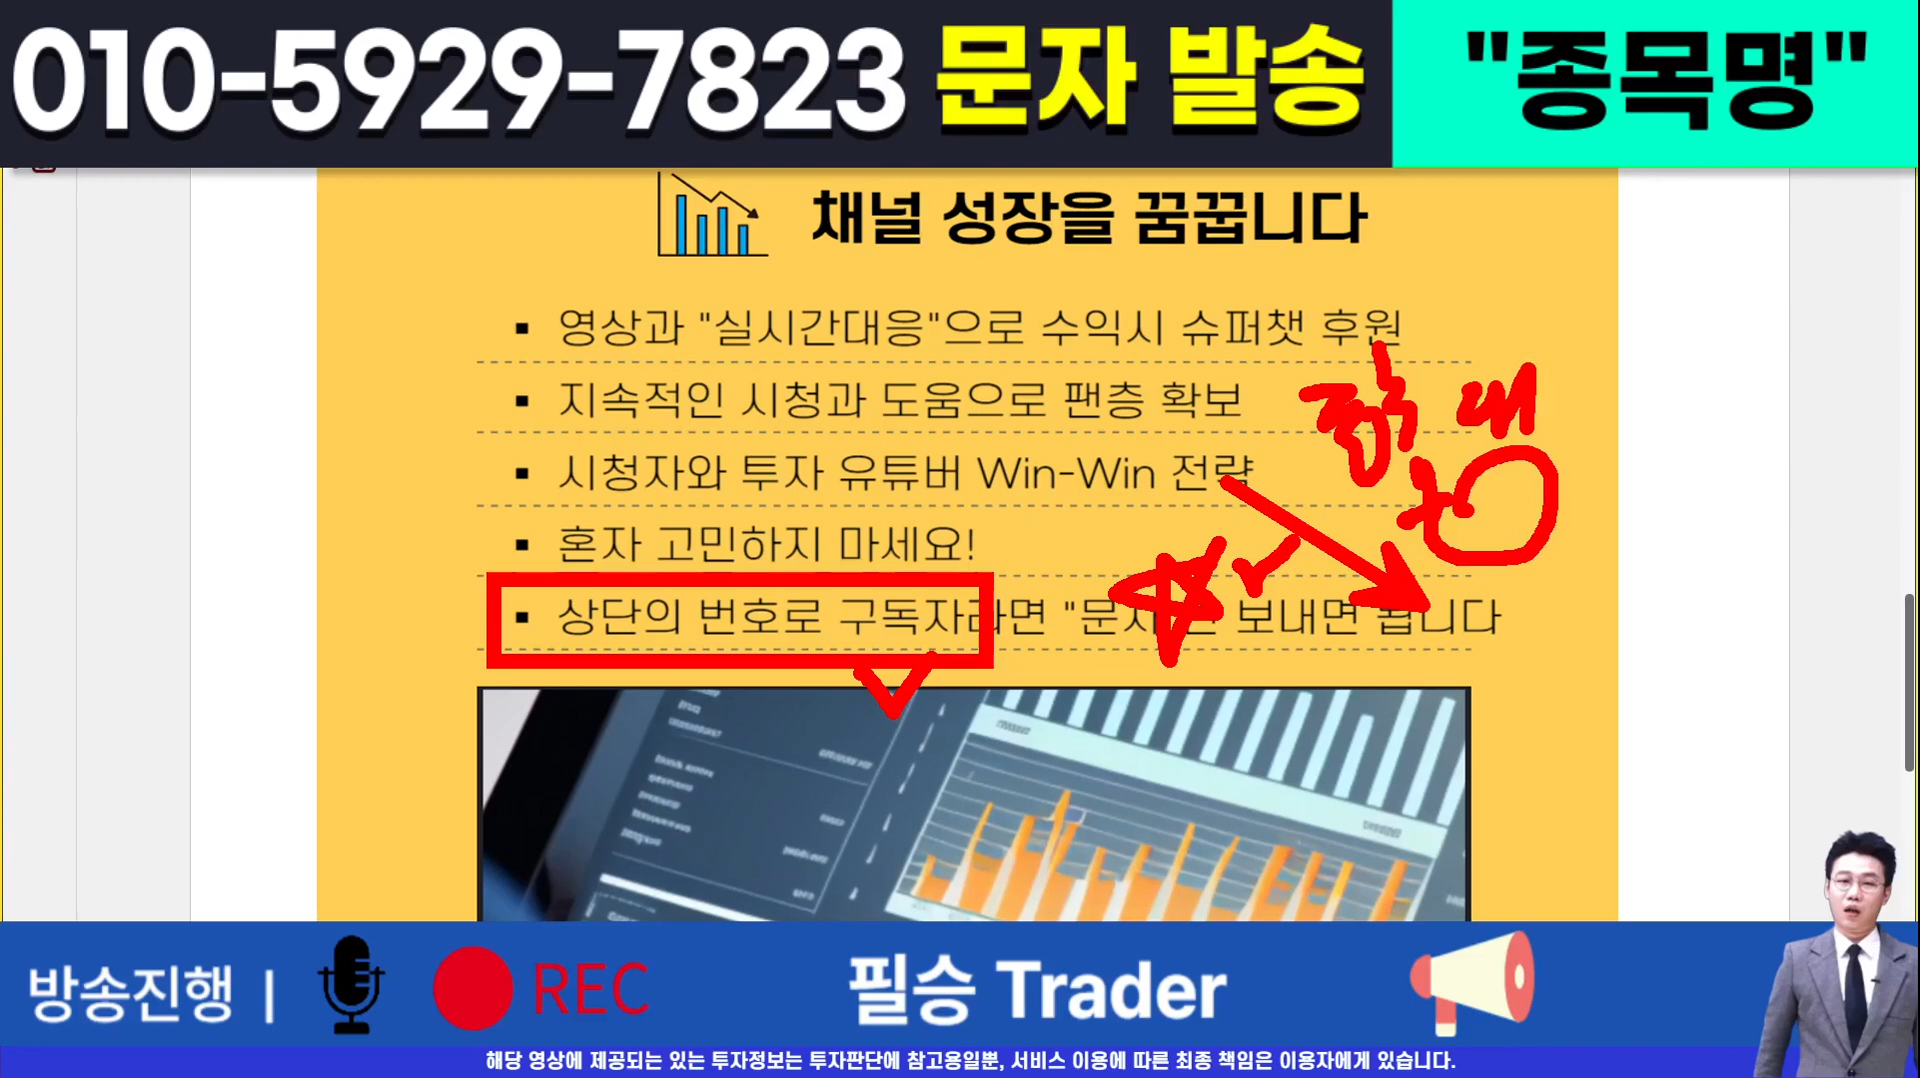 010-5929-7823 문자 발송 "종목명"
채널 성장을 꿈꿉니다
▪ 영상과 "실시간대응"으로 수익시 슈퍼챗 후원
▪ 지속적인 시청과 도움으로 팬층 확보
▪ 시청자와 투자 유튜버 Win-Win 전략
▪ 혼자 고민하지 마세요!
▪ 상단의 번호로 구독자라면 "문자"만 보내면 됩니다
방송진행 | REC 필승 Trader
해당 영상에 제공되는 있는 투자정보는 투자판단에 참고용일뿐, 서비스 이용에 따른 최종 책임은 이용자에게 있습니다.